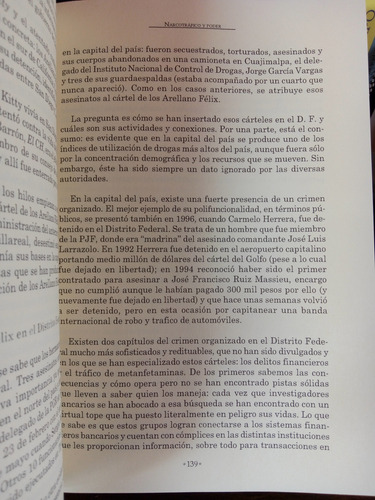 NARCOTRÁFICO Y PODER
en la capital del país: fueron secuestrados, torturados, asesinados y
sus cuerpos abandonados en una camioneta en Cuajimalpa, el dele-
gado del Instituto Nacional de Control de Drogas, Jorge García Vargas
y tres de sus guardaespaldas (estaba acompañado por un cuarto que
nunca apareció). Como en los casos anteriores, se atribuye esos
asesinatos al cártel de los Arellano Félix.
La pregunta es cómo se han insertado esos cárteles en el D. F. y
cuáles son sus actividades y conexiones. Por una parte, está el con-
sumo: es evidente que en la capital del país se produce uno de los
índices de utilización de drogas más altos del país, aunque fuera sólo
por la concentración demográfica y los recursos que se mueven. Sin
embargo, éste ha sido siempre un dato ignorado por las diversas
autoridades.
En la capital del país, existe una fuerte presencia de un crimen
organizado. El mejor ejemplo de su polifuncionalidad, en términos pú-
blicos, se presentó también en 1996, cuando Carmelo Herrera, fue de-
tenido en el Distrito Federal. Se trata de un hombre que fue miembro
de la PJF, donde era "madrina" del asesinado comandante José Luis
Larrazolo. En 1992 Herrera fue detenido en el aeropuerto capitalino
portando medio millón de dólares del cártel del Golfo (pese a lo cual
fue dejado en libertad); en 1994 reconoció haber sido el primer
contratado para asesinar a José Francisco Ruiz Massieu, encargo
que no cumplió aunque le habían pagado 300 mil pesos por ello (y
nuevamente fue dejado en libertad) y que hace unas semanas volvió
a ser detenido, pero en esta ocasión por capitanear una banda
internacional de robo y trafico de automóviles.
Existen dos capítulos del crimen organizado en el Distrito Fede-
ral mucho más sofisticados y redituables, que no han sido divulgados y
en los que se han especializado estos cárteles: los delitos financieros
y el tráfico de metanfetaminas. De los primeros sabemos las con-
secuencias y cómo opera pero no se han encontrado pistas sólidas
que lleven a saber quien los maneja: cada vez que investigadores
bancarios se han abocado a esa búsqueda se han encontrado con un
virtual tope que ha puesto literalmente en peligro sus vidas. Lo que
se sabe es que estos grupos logran conectarse a los sistemas finan-
cieros bancarios y cuentan con cómplices en las distintas instituciones
que les proporcionan información, sobre todo para transacciones en
•139•